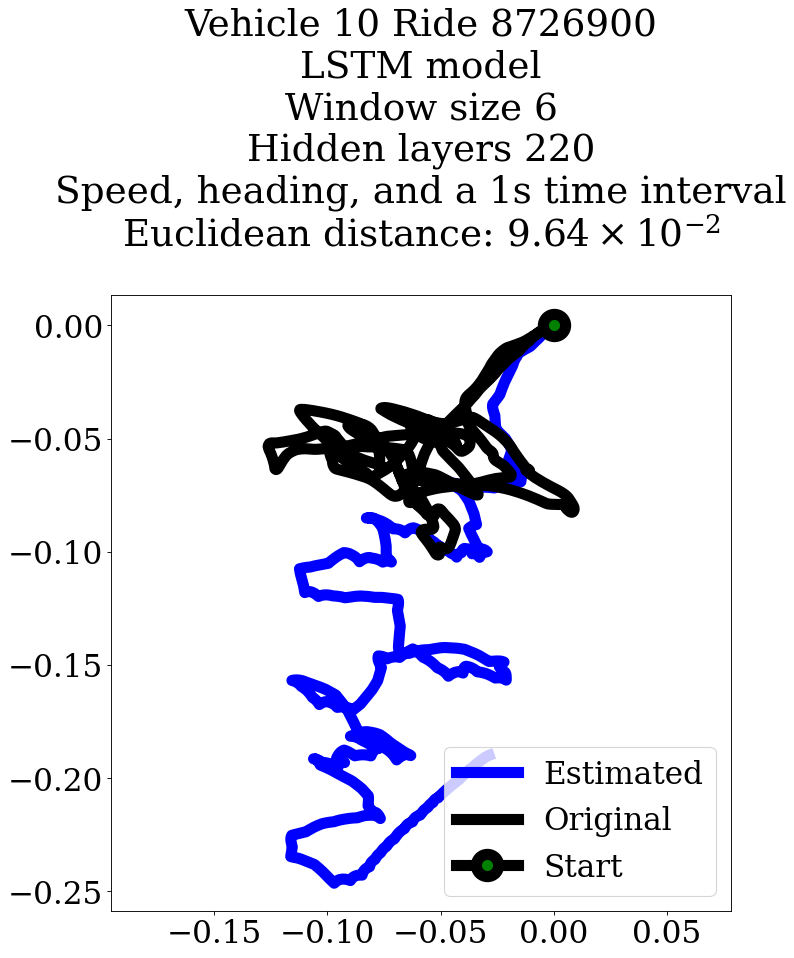 Vehicle 10 Ride 8726900
LSTM model
Window size 6
Hidden layers 220
Speed, heading, and a 1s time interval
Euclidean distance: 9.64 × 10⁻²
0.00
−0.05
−0.10
−0.15
−0.20
−0.25
Estimated
Original
Start
−0.15 −0.10 −0.05 0.00 0.05